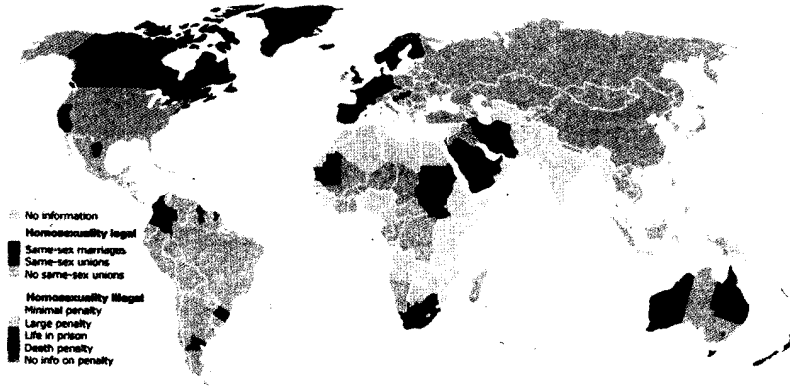 No information
Homosexuality legal
Same-sex marriages
Same-sex unions
No same-sex unions
Homosexuality illegal
Minimal penalty
Large penalty
Life in prison
Death penalty
No info on penalty